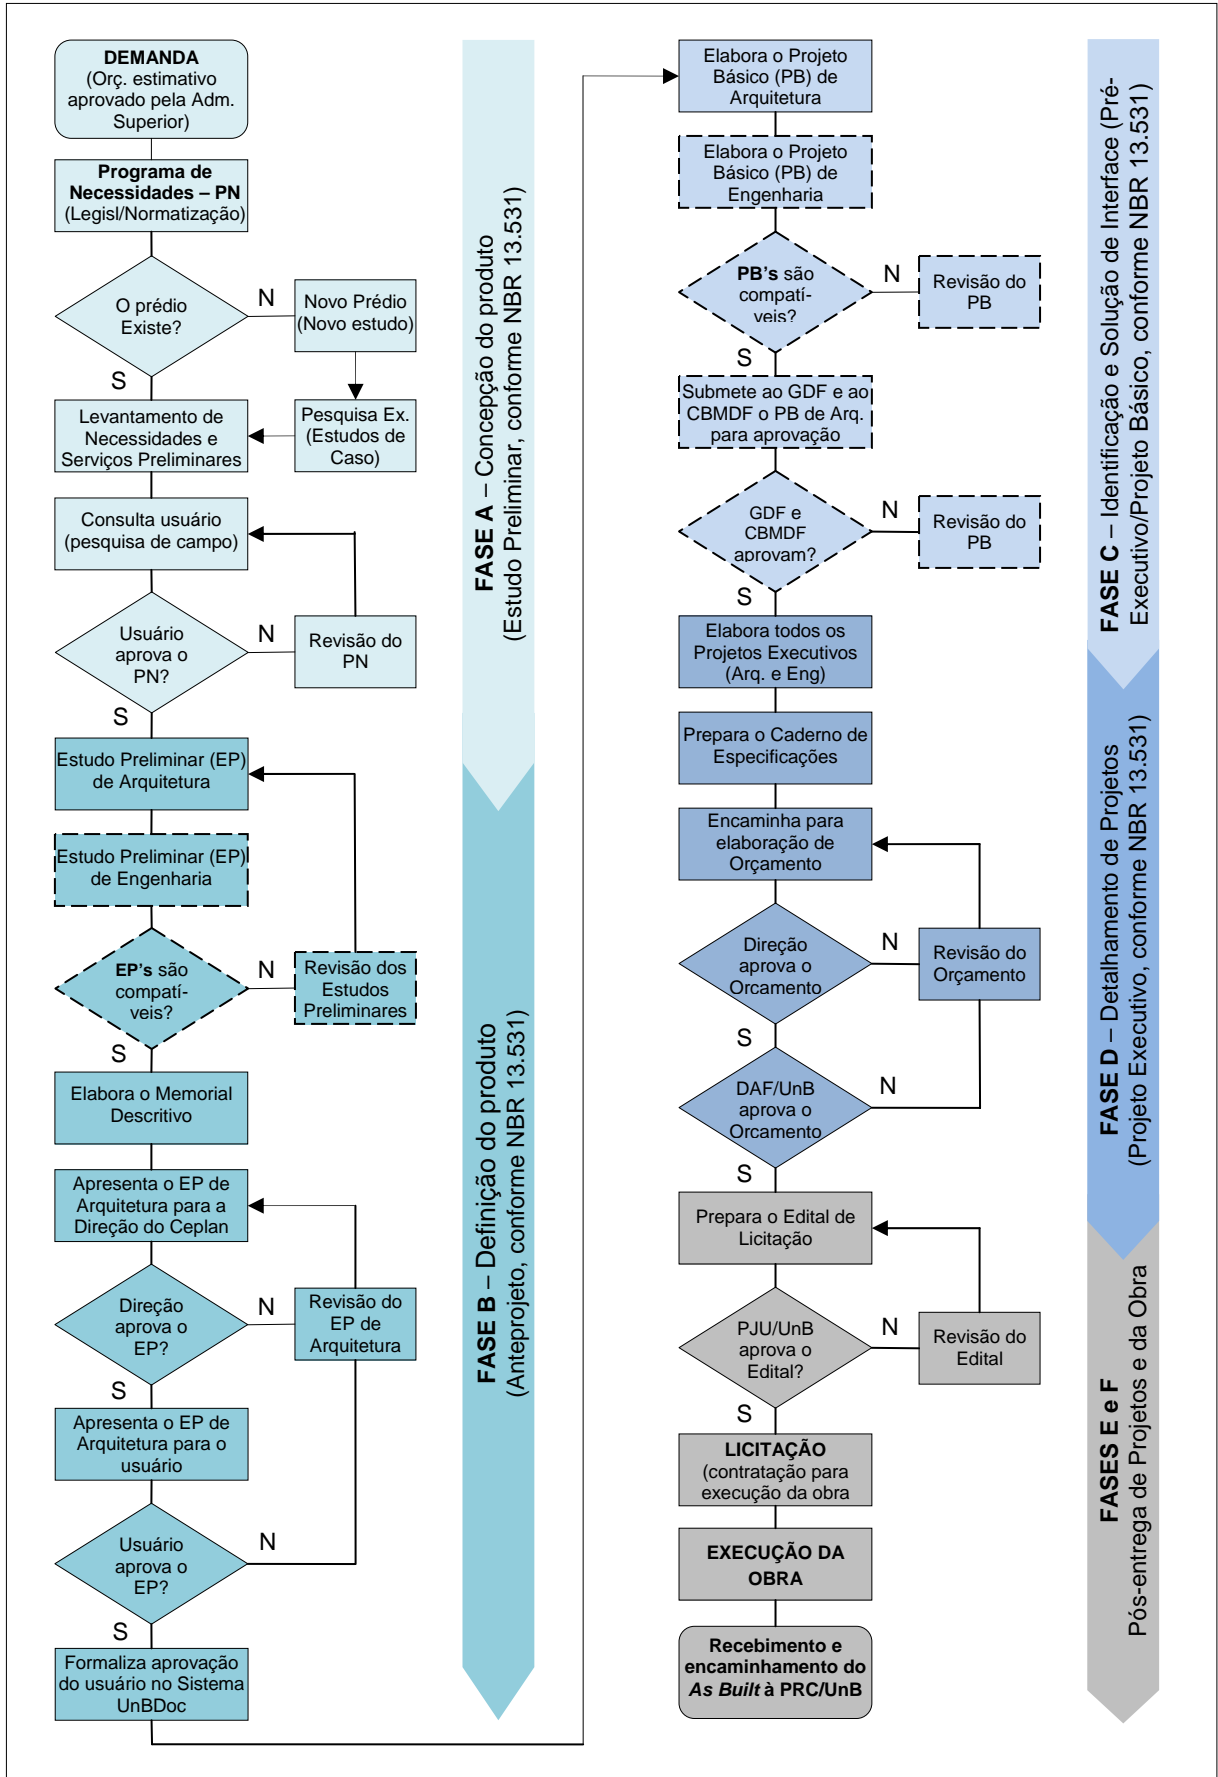 DEMANDA
(Orç. estimativo
aprovado pela Adm.
Superior)
Programa de
Necessidades – PN
(Legisl/Normatização)
O prédio
Existe?
N
Novo Prédio
(Novo estudo)
S
Pesquisa Ex.
(Estudos de
Caso)
Levantamento de
Necessidades e
Serviços Preliminares
Consulta usuário
(pesquisa de campo)
Usuário
aprova o
PN?
N
Revisão do
PN
S
Estudo Preliminar (EP)
de Arquitetura
Estudo Preliminar (EP)
de Engenharia
EP's são
compatí-
veis?
N
Revisão dos
Estudos
Preliminares
S
Elabora o Memorial
Descritivo
Apresenta o EP de
Arquitetura para a
Direção do Ceplan
Direção
aprova o
EP?
N
Revisão do
EP de
Arquitetura
S
Apresenta o EP de
Arquitetura para o
usuário
Usuário
aprova o
EP?
N
S
Formaliza aprovação
do usuário no Sistema
UnBDoc
FASE A – Concepção do produto
(Estudo Preliminar, conforme NBR 13.531)
FASE B – Definição do produto
(Anteprojeto, conforme NBR 13.531)
Elabora o Projeto
Básico (PB) de
Arquitetura
Elabora o Projeto
Básico (PB) de
Engenharia
PB's são
compatí-
veis?
N
Revisão do
PB
S
Submete ao GDF e ao
CBMDF o PB de Arq.
para aprovação
GDF e
CBMDF
aprovam?
N
Revisão do
PB
S
Elabora todos os
Projetos Executivos
(Arq. e Eng)
Prepara o Caderno de
Especificações
Encaminha para
elaboração de
Orçamento
Direção
aprova o
Orcamento
N
Revisão do
Orçamento
S
DAF/UnB
aprova o
Orcamento
N
S
Prepara o Edital de
Licitação
PJU/UnB
aprova o
Edital?
N
Revisão do
Edital
S
LICITAÇÃO
(contratação para
execução da obra
EXECUÇÃO DA
OBRA
Recebimento e
encaminhamento do
As Built à PRC/UnB
FASE C – Identificação e Solução de Interface (Pré-
Executivo/Projeto Básico, conforme NBR 13.531)
FASE D – Detalhamento de Projetos
(Projeto Executivo, conforme NBR 13.531)
FASES E e F
Pós-entrega de Projetos e da Obra